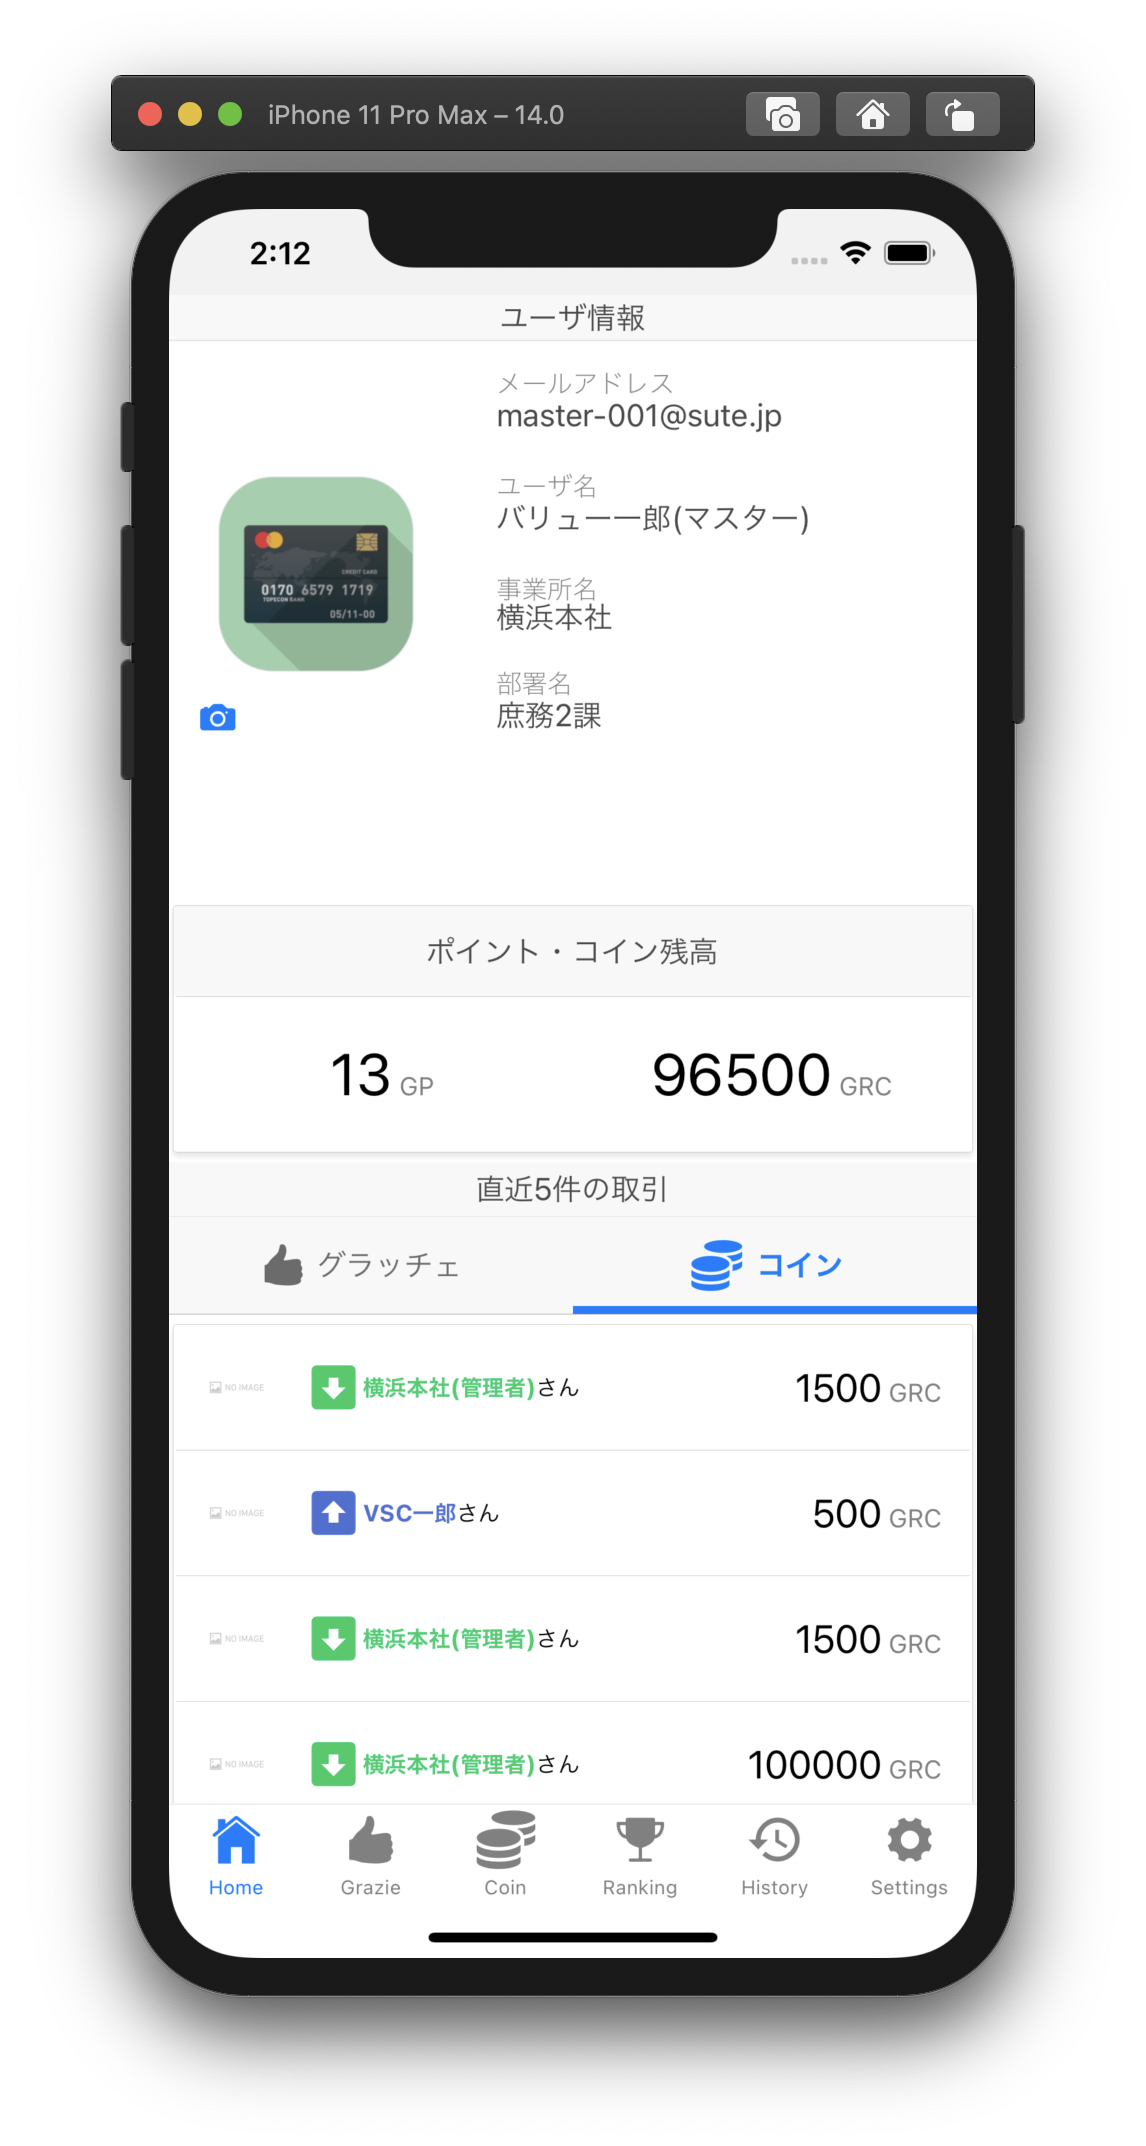 iPhone 11 Pro Max – 14.0
2:12
ユーザ情報
メールアドレス
master-001@sute.jp
ユーザ名
バリュー一郎(マスター)
事業所名
横浜本社
部署名
庶務2課
CREDIT CARD
0170 6579 1719
TOPECON BANK
05/11-00
ポイント・コイン残高
13 GP
96500 GRC
直近5件の取引
グラッチェ
コイン
NO IMAGE
横浜本社(管理者)さん
1500 GRC
NO IMAGE
VSC一郎さん
500 GRC
NO IMAGE
横浜本社(管理者)さん
1500 GRC
NO IMAGE
横浜本社(管理者)さん
100000 GRC
Home
Grazie
Coin
Ranking
History
Settings